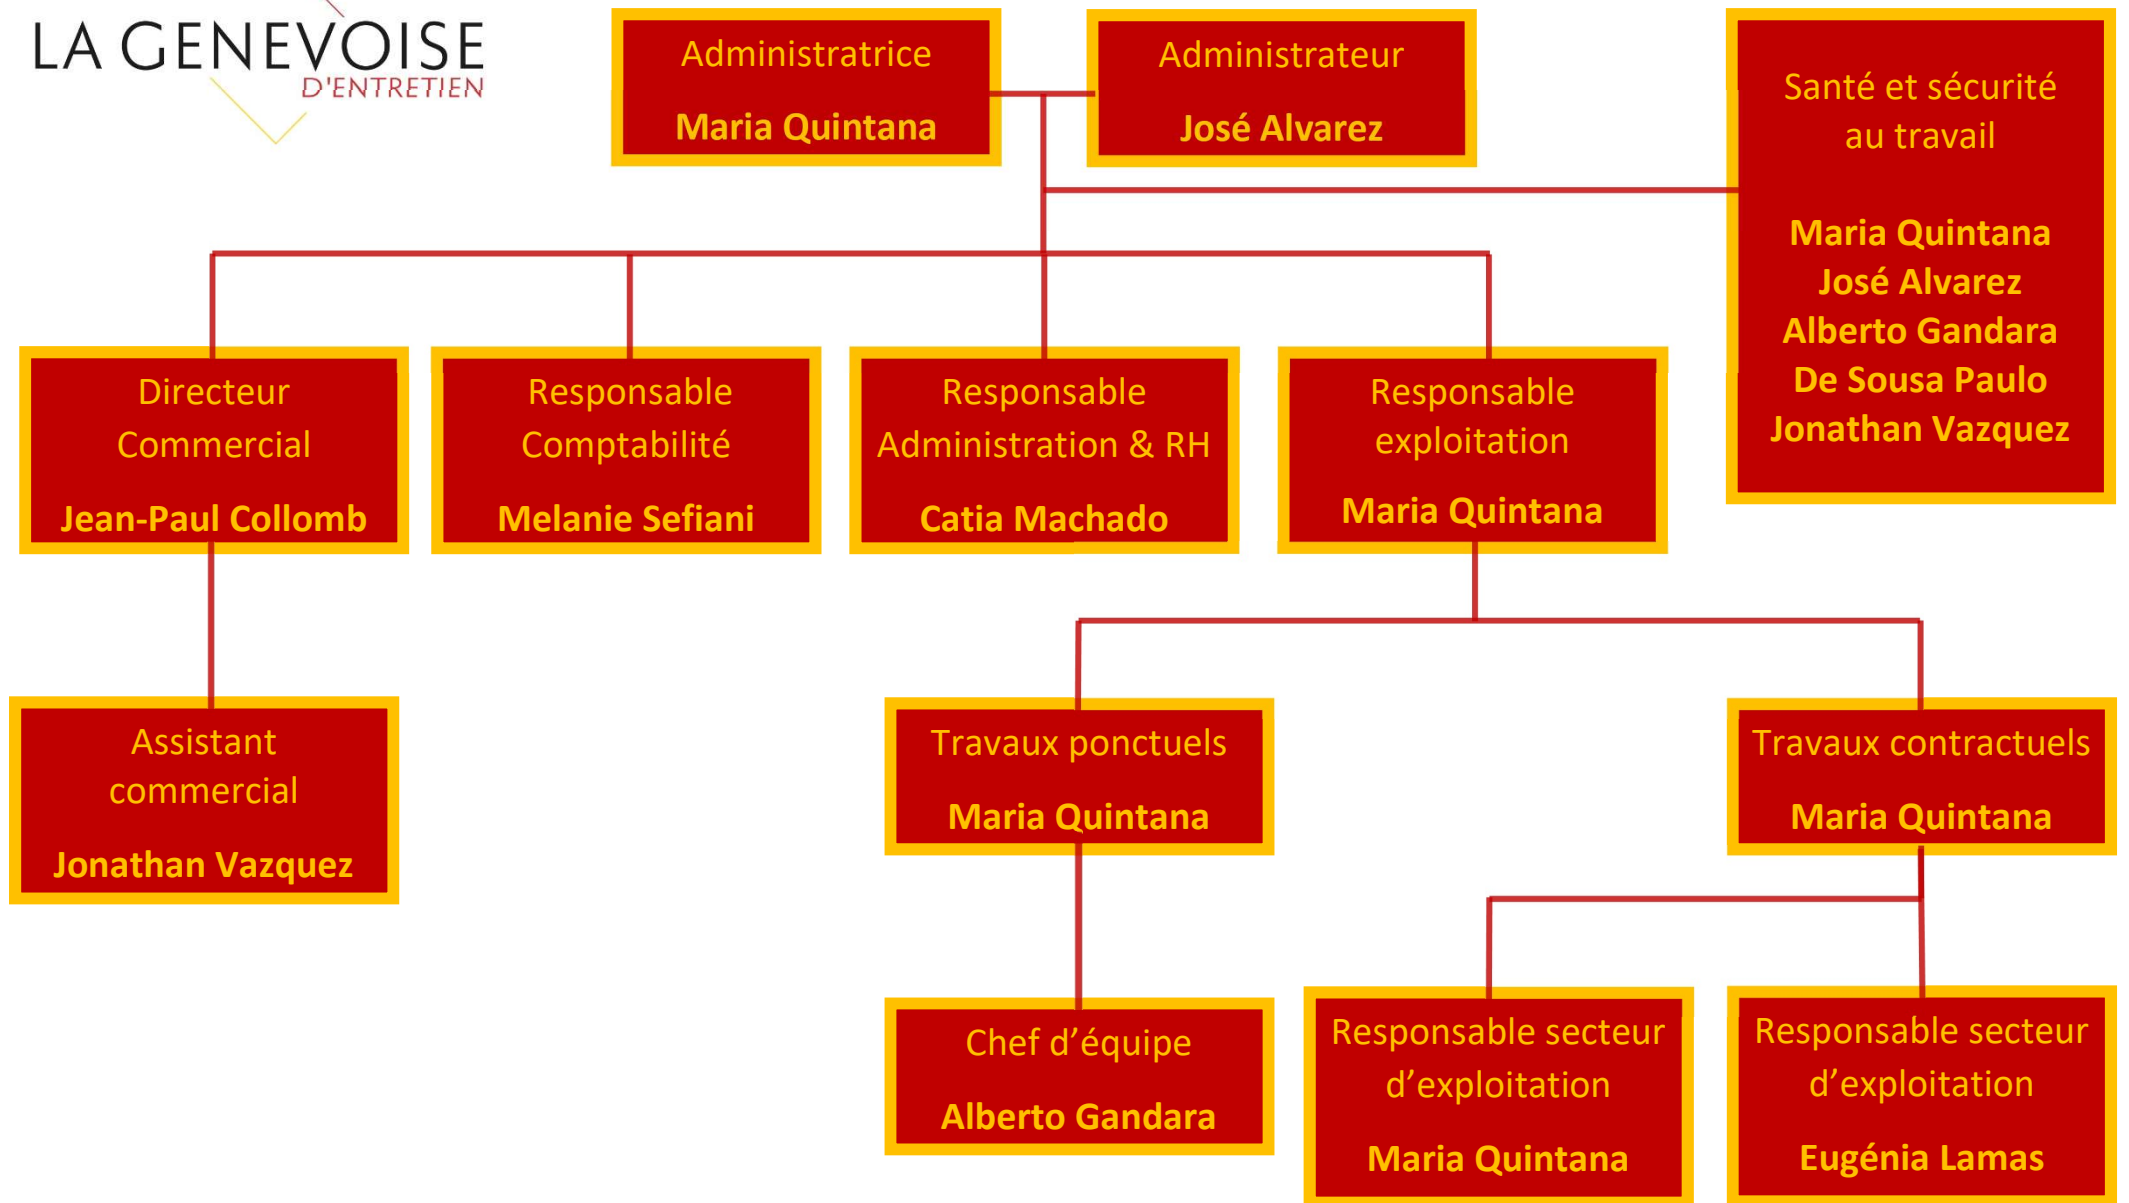 LA GENEVOISE
D'ENTRETIEN
Administratrice
Maria Quintana
Administrateur
José Alvarez
Santé et sécurité
au travail
Maria Quintana
José Alvarez
Alberto Gandara
De Sousa Paulo
Jonathan Vazquez
Directeur
Commercial
Jean-Paul Collomb
Responsable
Comptabilité
Melanie Sefiani
Responsable
Administration & RH
Catia Machado
Responsable
exploitation
Maria Quintana
Assistant
commercial
Jonathan Vazquez
Travaux ponctuels
Maria Quintana
Travaux contractuels
Maria Quintana
Chef d’équipe
Alberto Gandara
Responsable secteur
d’exploitation
Maria Quintana
Responsable secteur
d’exploitation
Eugénia Lamas